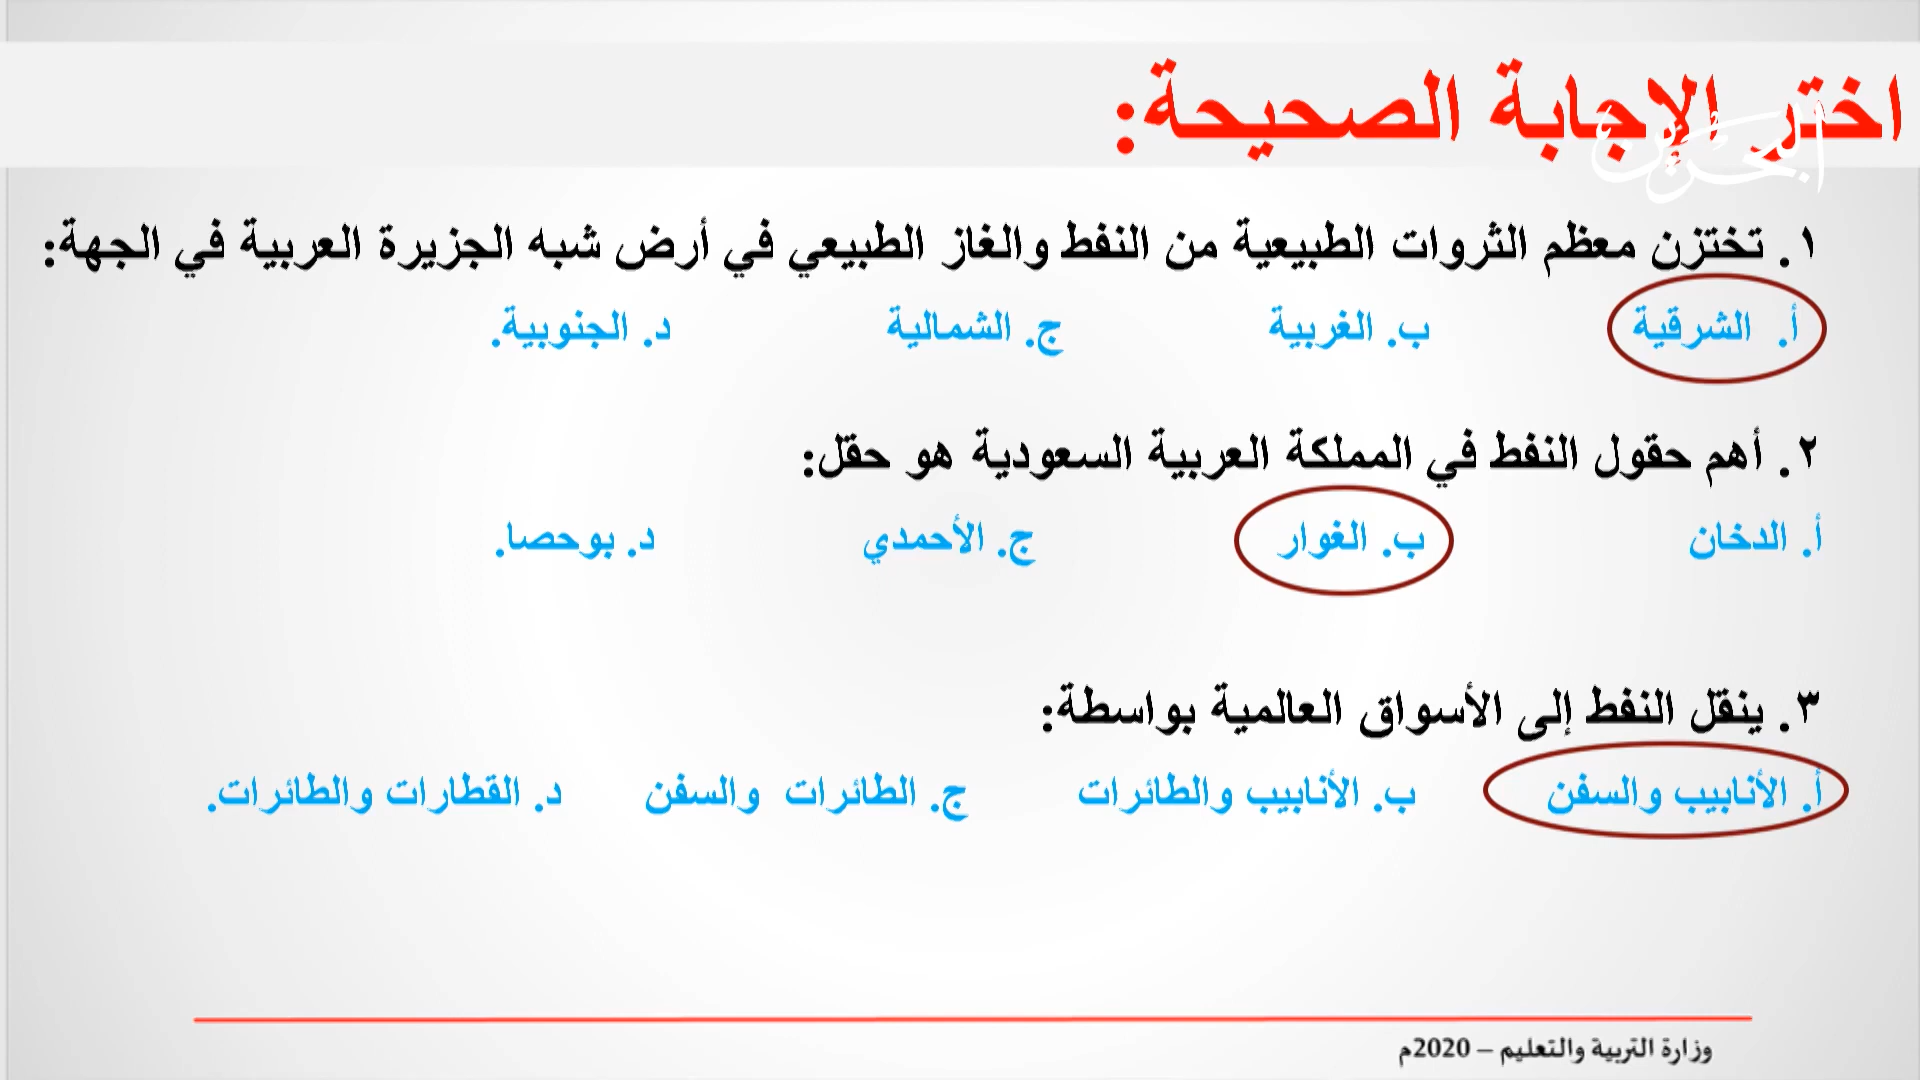 اختر الإجابة الصحيحة:
البحرين
١. تختزن معظم الثروات الطبيعية من النفط والغاز الطبيعي في أرض شبه الجزيرة العربية في الجهة:
أ. الشرقية ب. الغربية ج. الشمالية د. الجنوبية.
٢. أهم حقول النفط في المملكة العربية السعودية هو حقل:
أ. الدخان ب. الغوار ج. الأحمدي د. بوحصا.
٣. ينقل النفط إلى الأسواق العالمية بواسطة:
أ. الأنابيب والسفن ب. الأنابيب والطائرات ج. الطائرات والسفن د. القطارات والطائرات.
وزارة التربية والتعليم – 2020م